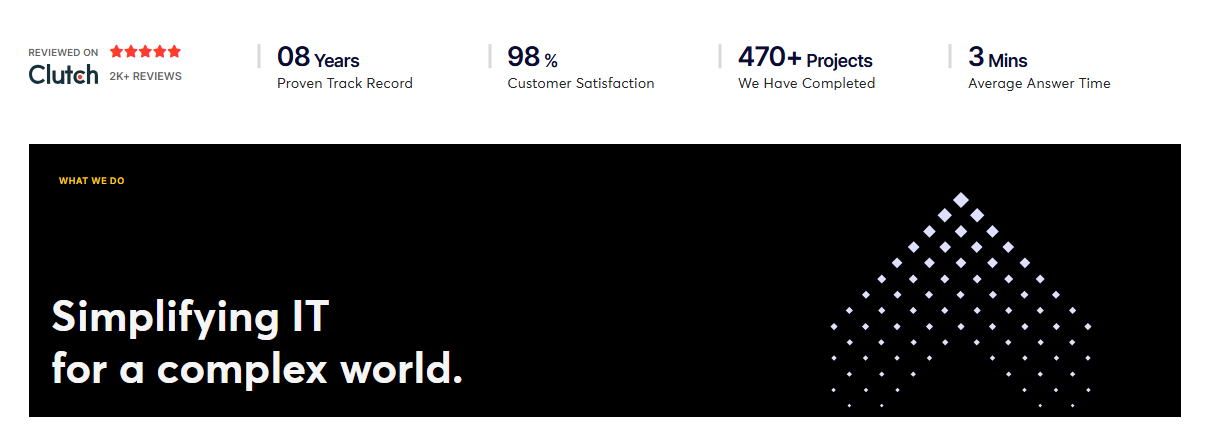 REVIEWED ON
Clutch
2K+ REVIEWS
08 Years
Proven Track Record
98 %
Customer Satisfaction
470+ Projects
We Have Completed
3 Mins
Average Answer Time
WHAT WE DO
Simplifying IT
for a complex world.